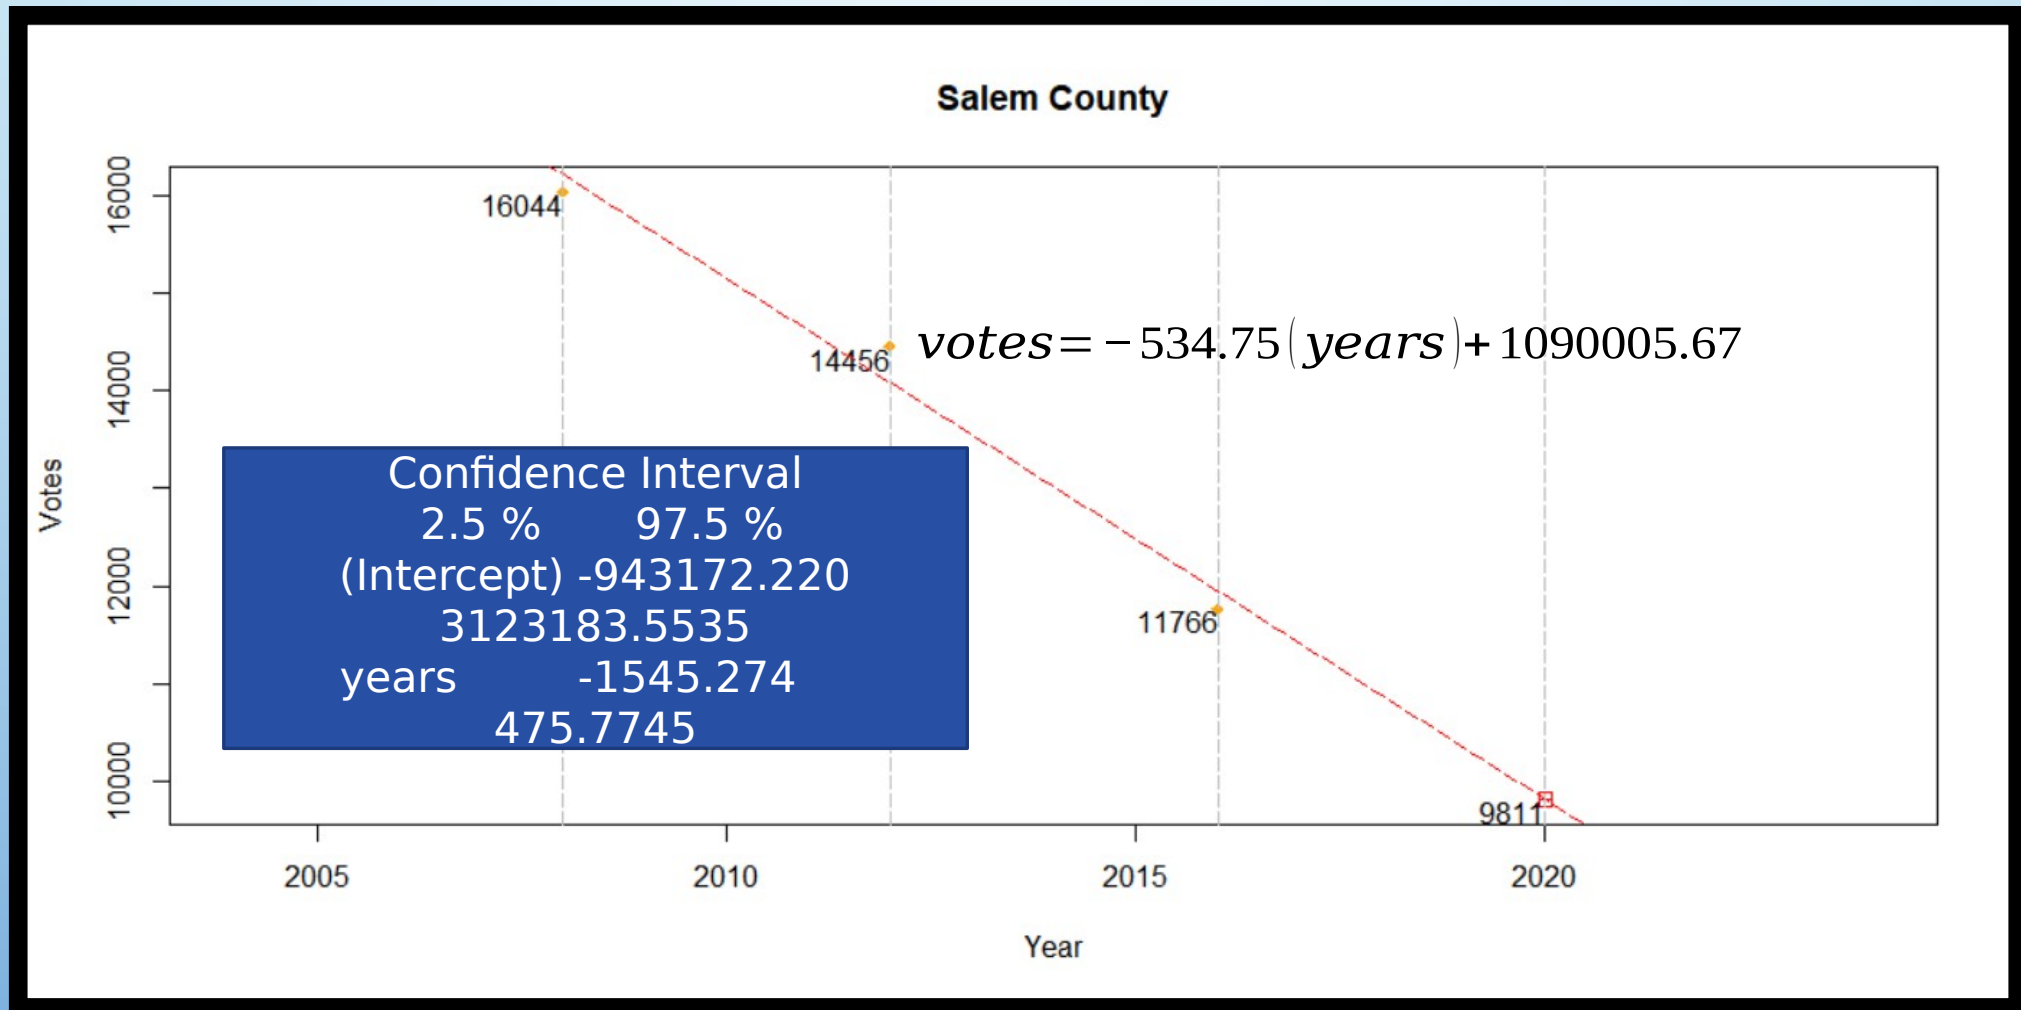 Salem County
16000
14000
12000
10000
Votes
16044
14456
votes=−534.75(years)+1090005.67
Confidence Interval
2.5 % 97.5 %
(Intercept) -943172.220
3123183.5535
years -1545.274
475.7745
11766
9811
2005 2010 2015 2020
Year